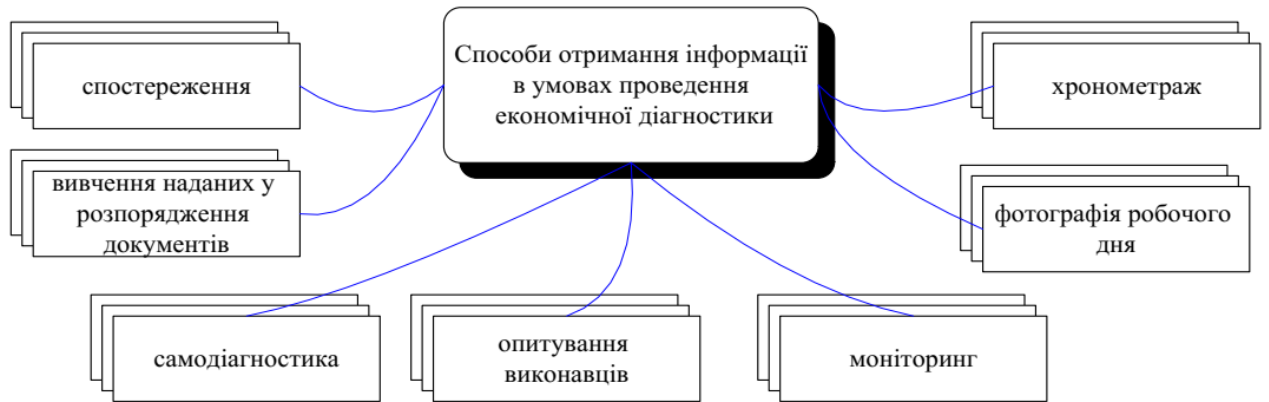 Способи отримання інформації
в умовах проведення
економічної діагностики
спостереження
хронометраж
вивчення наданих у
розпорядження
документів
фотографія робочого
дня
самодіагностика
опитування
виконавців
моніторинг